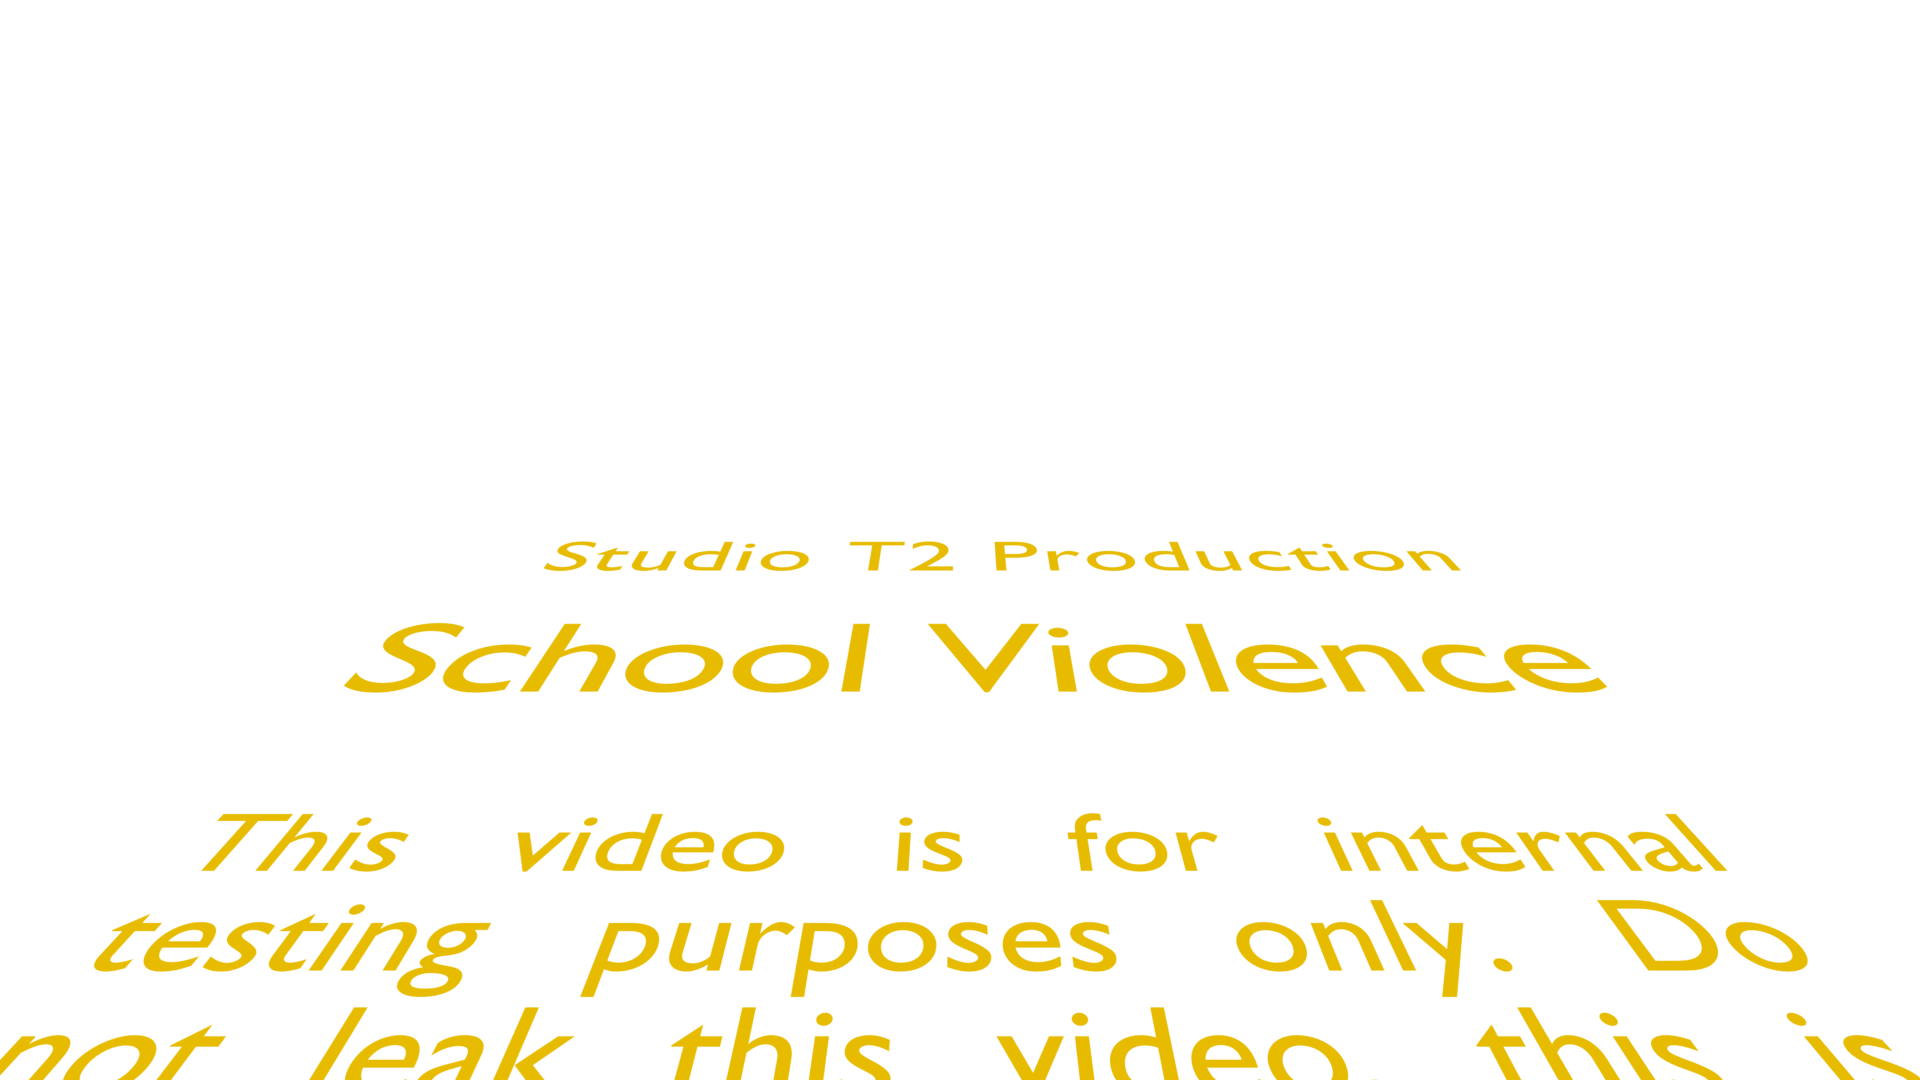 Studio T2 Production
School Violence
This video is for internal
testing purposes only. Do
not leak this video, this is